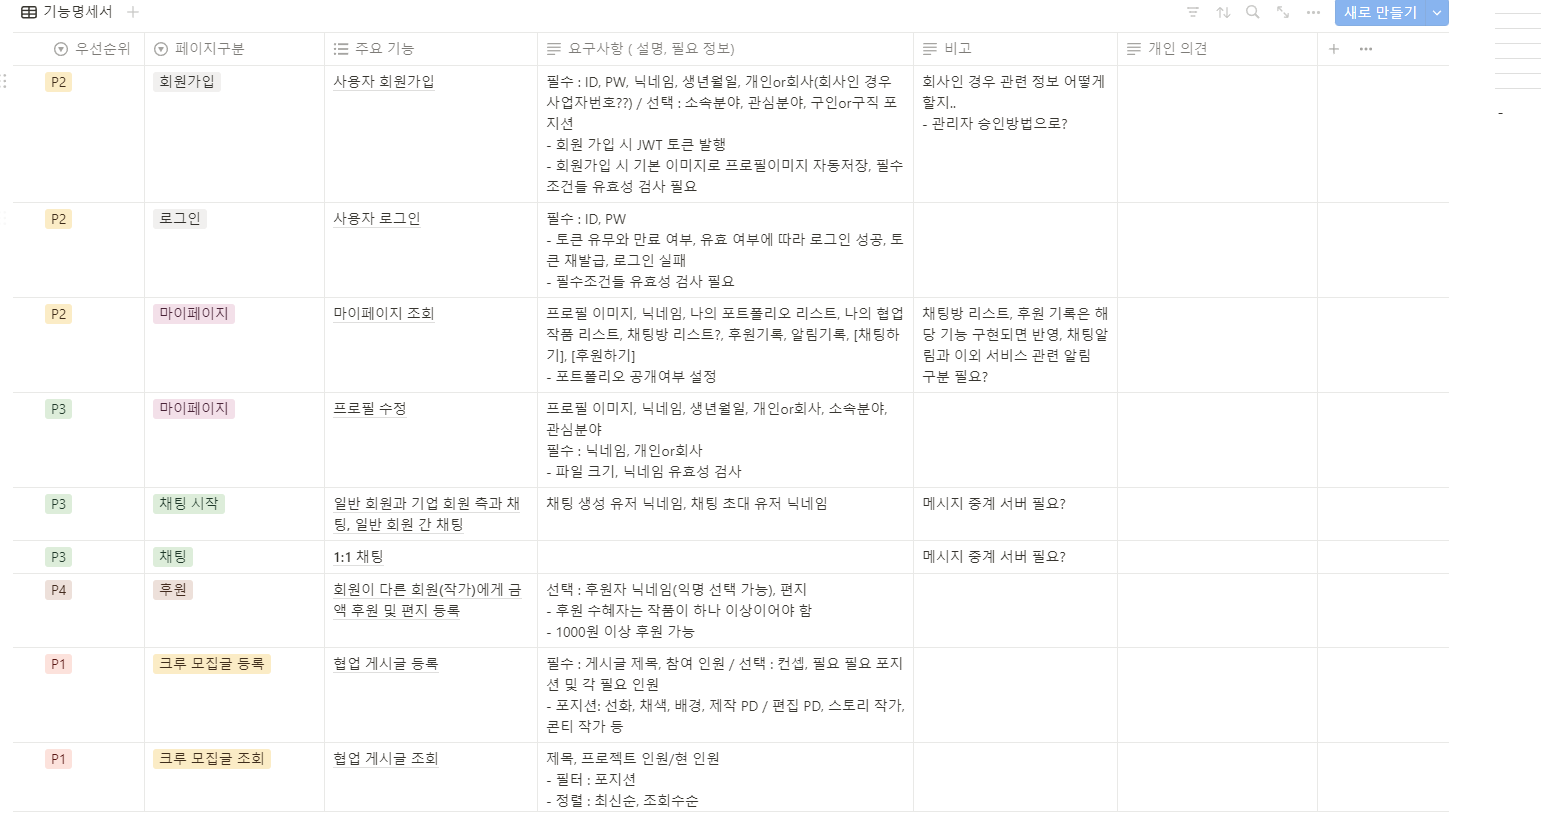 기능명세서
새로 만들기
우선순위 페이지구분 주요 기능 요구사항 ( 설명, 필요 정보) 비고 개인 의견
P2 회원가입 사용자 회원가입
필수 : ID, PW, 닉네임, 생년월일, 개인or회사(회사인 경우
사업자번호??) / 선택 : 소속분야, 관심분야, 구인or구직 포
지션
- 회원 가입 시 JWT 토큰 발행
- 회원가입 시 기본 이미지로 프로필이미지 자동저장, 필수
조건들 유효성 검사 필요
회사인 경우 관련 정보 어떻게
할지..
- 관리자 승인방법으로?
P2 로그인 사용자 로그인
필수 : ID, PW
- 토큰 유무와 만료 여부, 유효 여부에 따라 로그인 성공, 토
큰 재발급, 로그인 실패
- 필수조건들 유효성 검사 필요
P2 마이페이지 마이페이지 조회
프로필 이미지, 닉네임, 나의 포트폴리오 리스트, 나의 협업
작품 리스트, 채팅방 리스트?, 후원기록, 알림기록, [채팅하
기], [후원하기]
- 포트폴리오 공개여부 설정
채팅방 리스트, 후원 기록은 해
당 기능 구현되면 반영, 채팅알
림과 이외 서비스 관련 알림
구분 필요?
P3 마이페이지 프로필 수정
프로필 이미지, 닉네임, 생년월일, 개인or회사, 소속분야,
관심분야
필수 : 닉네임, 개인or회사
- 파일 크기, 닉네임 유효성 검사
P3 채팅 시작
일반 회원과 기업 회원 측과 채
팅, 일반 회원 간 채팅
채팅 생성 유저 닉네임, 채팅 초대 유저 닉네임
메시지 중계 서버 필요?
P3 채팅 1:1 채팅 메시지 중계 서버 필요?
P4 후원
회원이 다른 회원(작가)에게 금
액 후원 및 편지 등록
선택 : 후원자 닉네임(익명 선택 가능), 편지
- 후원 수혜자는 작품이 하나 이상이어야 함
- 1000원 이상 후원 가능
P1 크루 모집글 등록 협업 게시글 등록
필수 : 게시글 제목, 참여 인원 / 선택 : 컨셉, 필요 필요 포지
션 및 각 필요 인원
- 포지션: 선화, 채색, 배경, 제작 PD / 편집 PD, 스토리 작가,
콘티 작가 등
P1 크루 모집글 조회 협업 게시글 조회
제목, 프로젝트 인원/현 인원
- 필터 : 포지션
- 정렬 : 최신순, 조회수순
-